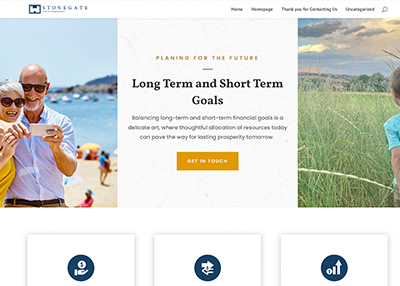 STONEGATE
Home Homepage Thank you for Contacting Us Uncategorized
PLANING FOR THE FUTURE
Long Term and Short Term
Goals
Balancing long-term and short-term financial goals is a
delicate art, where thoughtful allocation of resources today
can pave the way for lasting prosperity tomorrow.
GET IN TOUCH